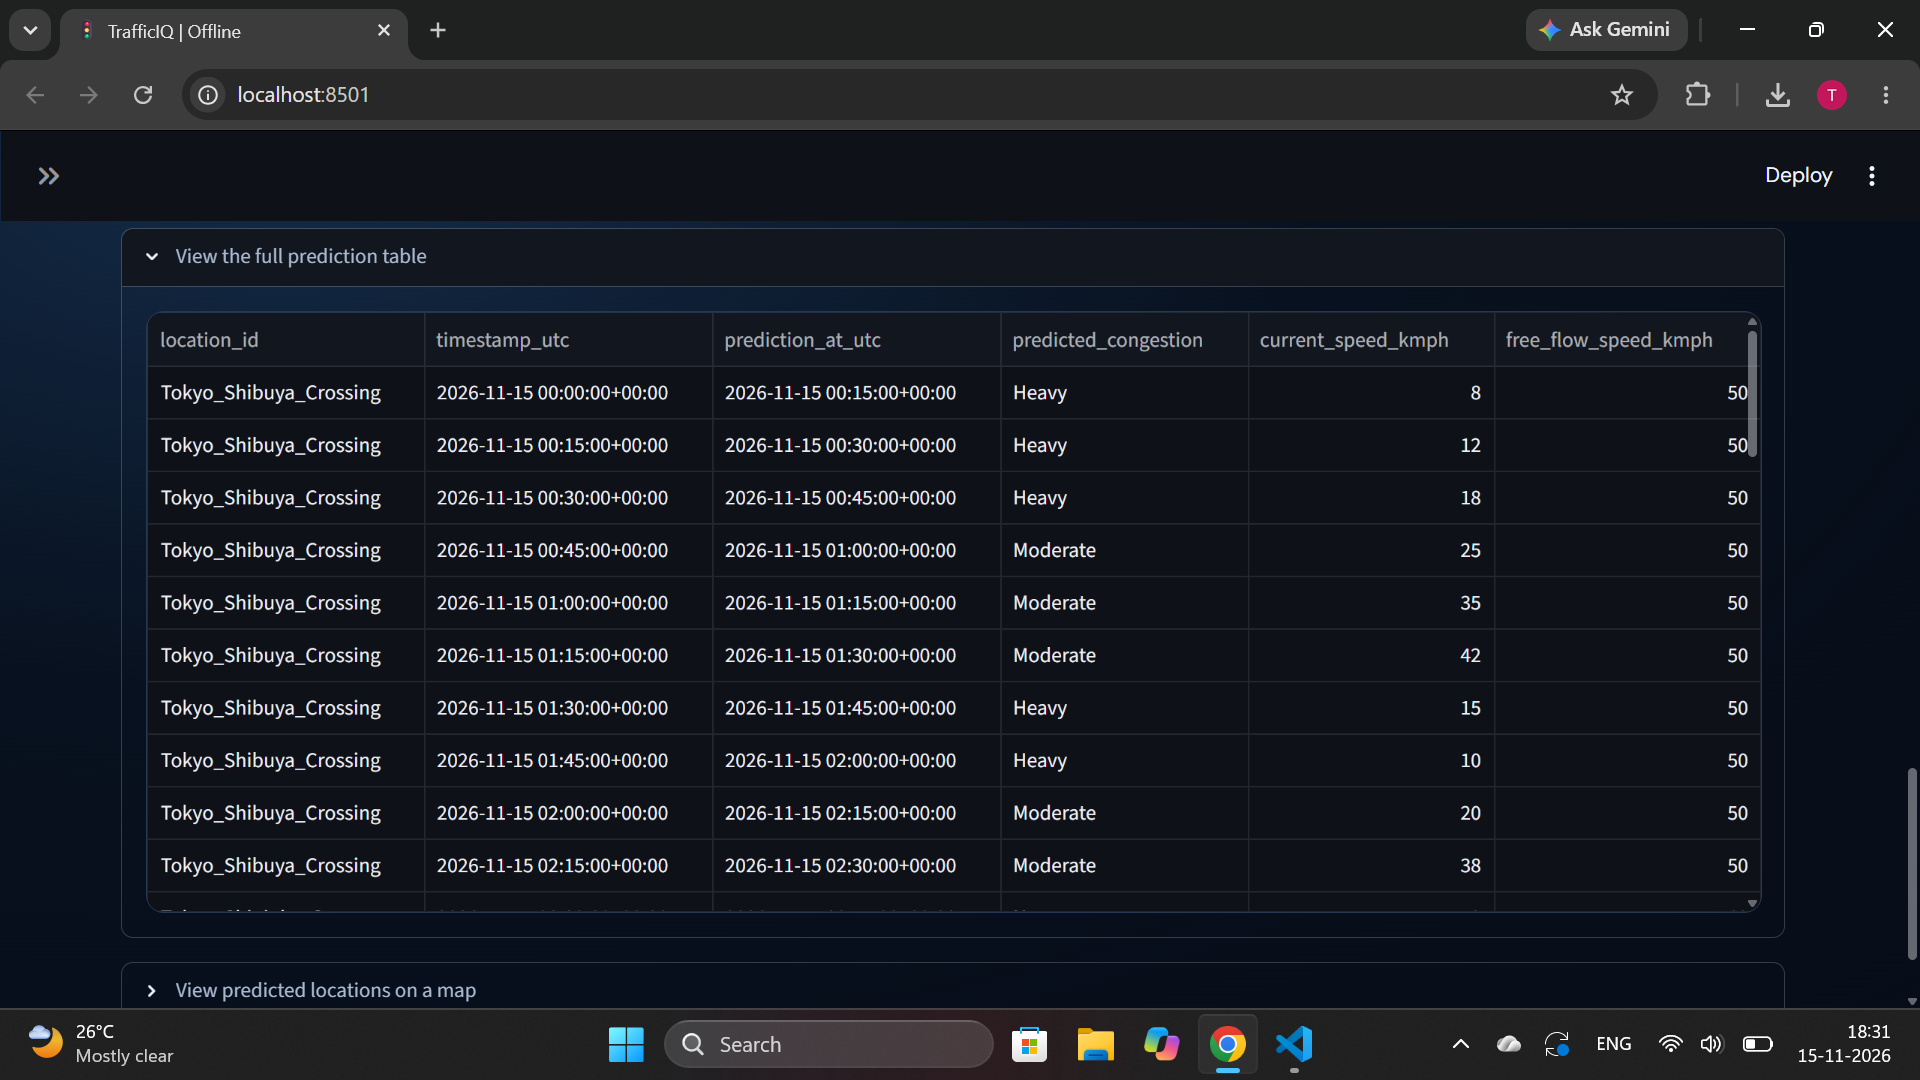 TrafficIQ | Offline
Ask Gemini
localhost:8501
T
Deploy
View the full prediction table
location_id timestamp_utc prediction_at_utc predicted_congestion current_speed_kmph free_flow_speed_kmph
Tokyo_Shibuya_Crossing 2026-11-15 00:00:00+00:00 2026-11-15 00:15:00+00:00 Heavy 8 50
Tokyo_Shibuya_Crossing 2026-11-15 00:15:00+00:00 2026-11-15 00:30:00+00:00 Heavy 12 50
Tokyo_Shibuya_Crossing 2026-11-15 00:30:00+00:00 2026-11-15 00:45:00+00:00 Heavy 18 50
Tokyo_Shibuya_Crossing 2026-11-15 00:45:00+00:00 2026-11-15 01:00:00+00:00 Moderate 25 50
Tokyo_Shibuya_Crossing 2026-11-15 01:00:00+00:00 2026-11-15 01:15:00+00:00 Moderate 35 50
Tokyo_Shibuya_Crossing 2026-11-15 01:15:00+00:00 2026-11-15 01:30:00+00:00 Moderate 42 50
Tokyo_Shibuya_Crossing 2026-11-15 01:30:00+00:00 2026-11-15 01:45:00+00:00 Heavy 15 50
Tokyo_Shibuya_Crossing 2026-11-15 01:45:00+00:00 2026-11-15 02:00:00+00:00 Heavy 10 50
Tokyo_Shibuya_Crossing 2026-11-15 02:00:00+00:00 2026-11-15 02:15:00+00:00 Moderate 20 50
Tokyo_Shibuya_Crossing 2026-11-15 02:15:00+00:00 2026-11-15 02:30:00+00:00 Moderate 38 50
View predicted locations on a map
26°C
Mostly clear
Search
ENG
18:31
15-11-2026